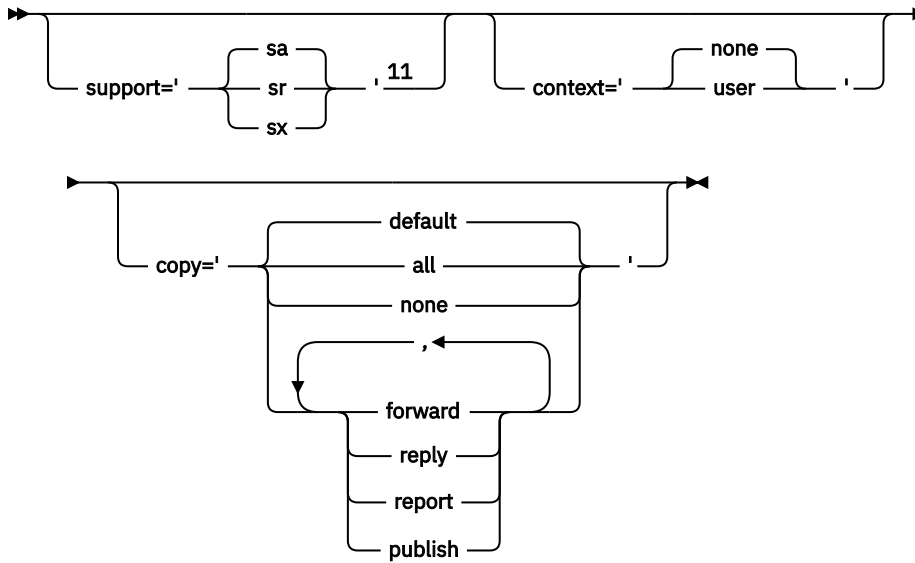 sa none
support=' sr ' 11 context=' user '
sx
default
copy=' all '
none
,
forward
reply
report
publish